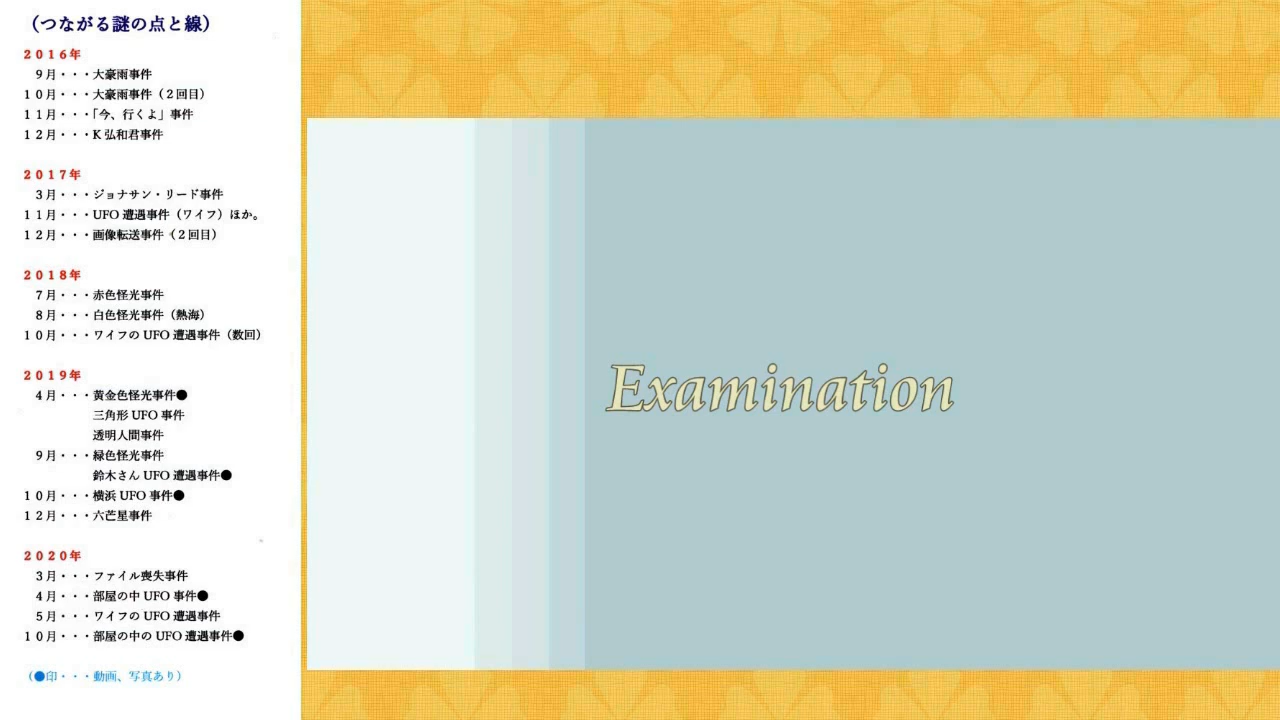 (つながる謎の点と線)
２０１６年
９月・・・大豪雨事件
１０月・・・大豪雨事件（２回目）
１１月・・・「今、行くよ」事件
１２月・・・K 弘和君事件
２０１７年
３月・・・ジョナサン・リード事件
１１月・・・UFO 遭遇事件（ワイフ）ほか。
１２月・・・画像転送事件（２回目）
２０１８年
７月・・・赤色怪光事件
８月・・・白色怪光事件（熱海）
１０月・・・ワイフの UFO 遭遇事件（数回）
２０１９年
４月・・・黄金色怪光事件●
三角形 UFO 事件
透明人間事件
９月・・・緑色怪光事件
鈴木さん UFO 遭遇事件●
１０月・・・横浜 UFO 事件●
１２月・・・六芒星事件
２０２０年
３月・・・ファイル喪失事件
４月・・・部屋の中 UFO 事件●
５月・・・ワイフの UFO 遭遇事件
１０月・・・部屋の中の UFO 遭遇事件●
（●印・・・動画、写真あり）
Examination